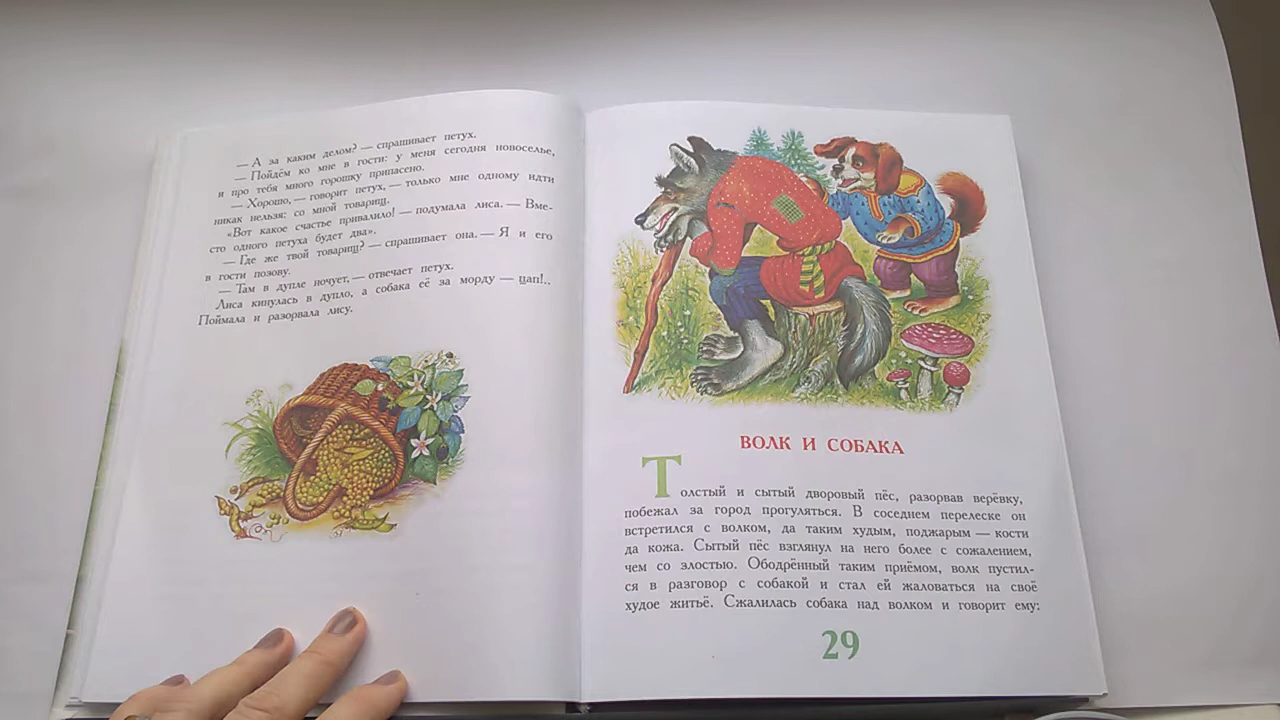 — А за каким делом? — спрашивает петух.
— Пойдём ко мне в гости: у меня сегодня новоселье,
и про тебя много горошку припасено.
— Хорошо, — говорит петух, — только мне одному идти
никак нельзя: со мной товарищ.
«Вот какое счастье привалило! — подумала лиса. — Вме-
сто одного петуха будет два».
— Где же твой товарищ? — спрашивает она. — Я и его
в гости позову.
— Там в дупле ночует, — отвечает петух.
Лиса кинулась в дупло, а собака её за морду — цап!..
Поймала и разорвала лису.
ВОЛК И СОБАКА
Толстый и сытый дворовый пёс, разорвав верёвку,
побежал за город прогуляться. В соседнем перелеске он
встретился с волком, да таким худым, поджарым — кости
да кожа. Сытый пёс взглянул на него более с сожалением,
чем со злостью. Ободрённый таким приёмом, волк пустил-
ся в разговор с собакой и стал ей жаловаться на своё
худое житьё. Сжалилась собака над волком и говорит ему:
29